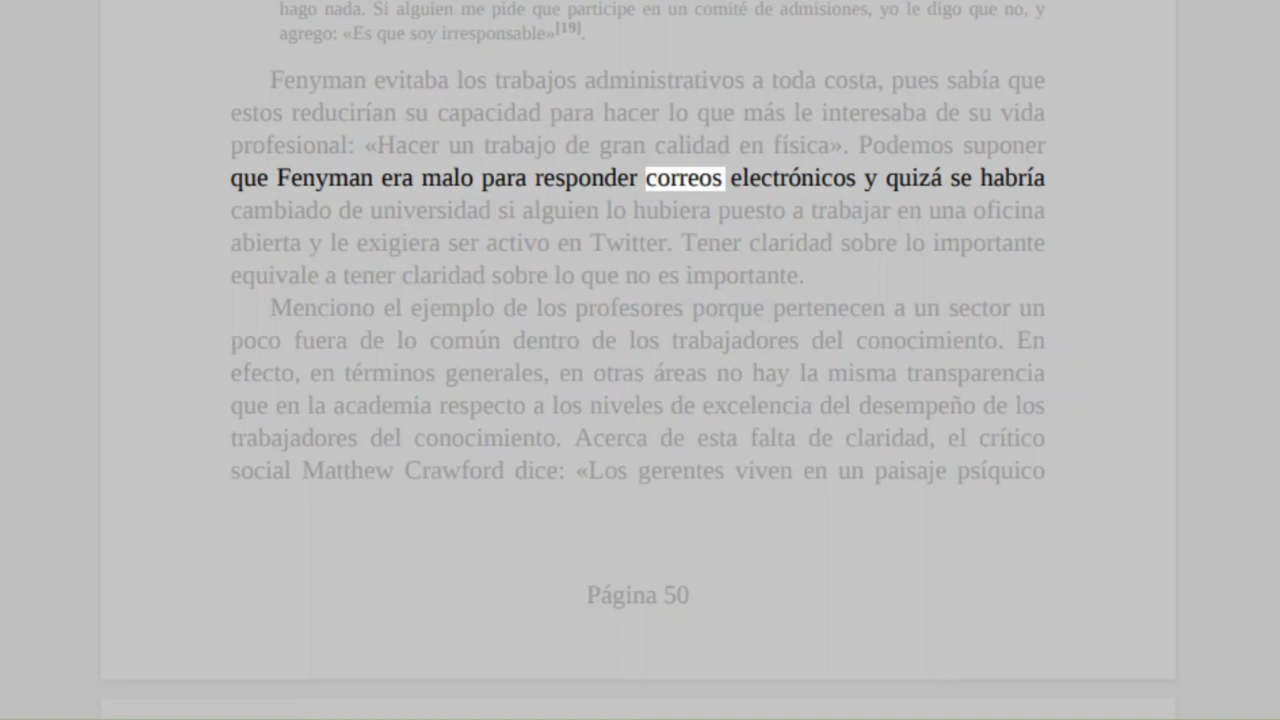 hago nada. Si alguien me pide que participe en un comité de admisiones, yo le digo que no, y
agrego: «Es que soy irresponsable»[19].
Fenyman evitaba los trabajos administrativos a toda costa, pues sabía que
estos reducirían su capacidad para hacer lo que más le interesaba de su vida
profesional: «Hacer un trabajo de gran calidad en física». Podemos suponer
que Fenyman era malo para responder correos electrónicos y quizá se habría
cambiado de universidad si alguien lo hubiera puesto a trabajar en una oficina
abierta y le exigiera ser activo en Twitter. Tener claridad sobre lo importante
equivale a tener claridad sobre lo que no es importante.
Menciono el ejemplo de los profesores porque pertenecen a un sector un
poco fuera de lo común dentro de los trabajadores del conocimiento. En
efecto, en términos generales, en otras áreas no hay la misma transparencia
que en la academia respecto a los niveles de excelencia del desempeño de los
trabajadores del conocimiento. Acerca de esta falta de claridad, el crítico
social Matthew Crawford dice: «Los gerentes viven en un paisaje psíquico
Página 50